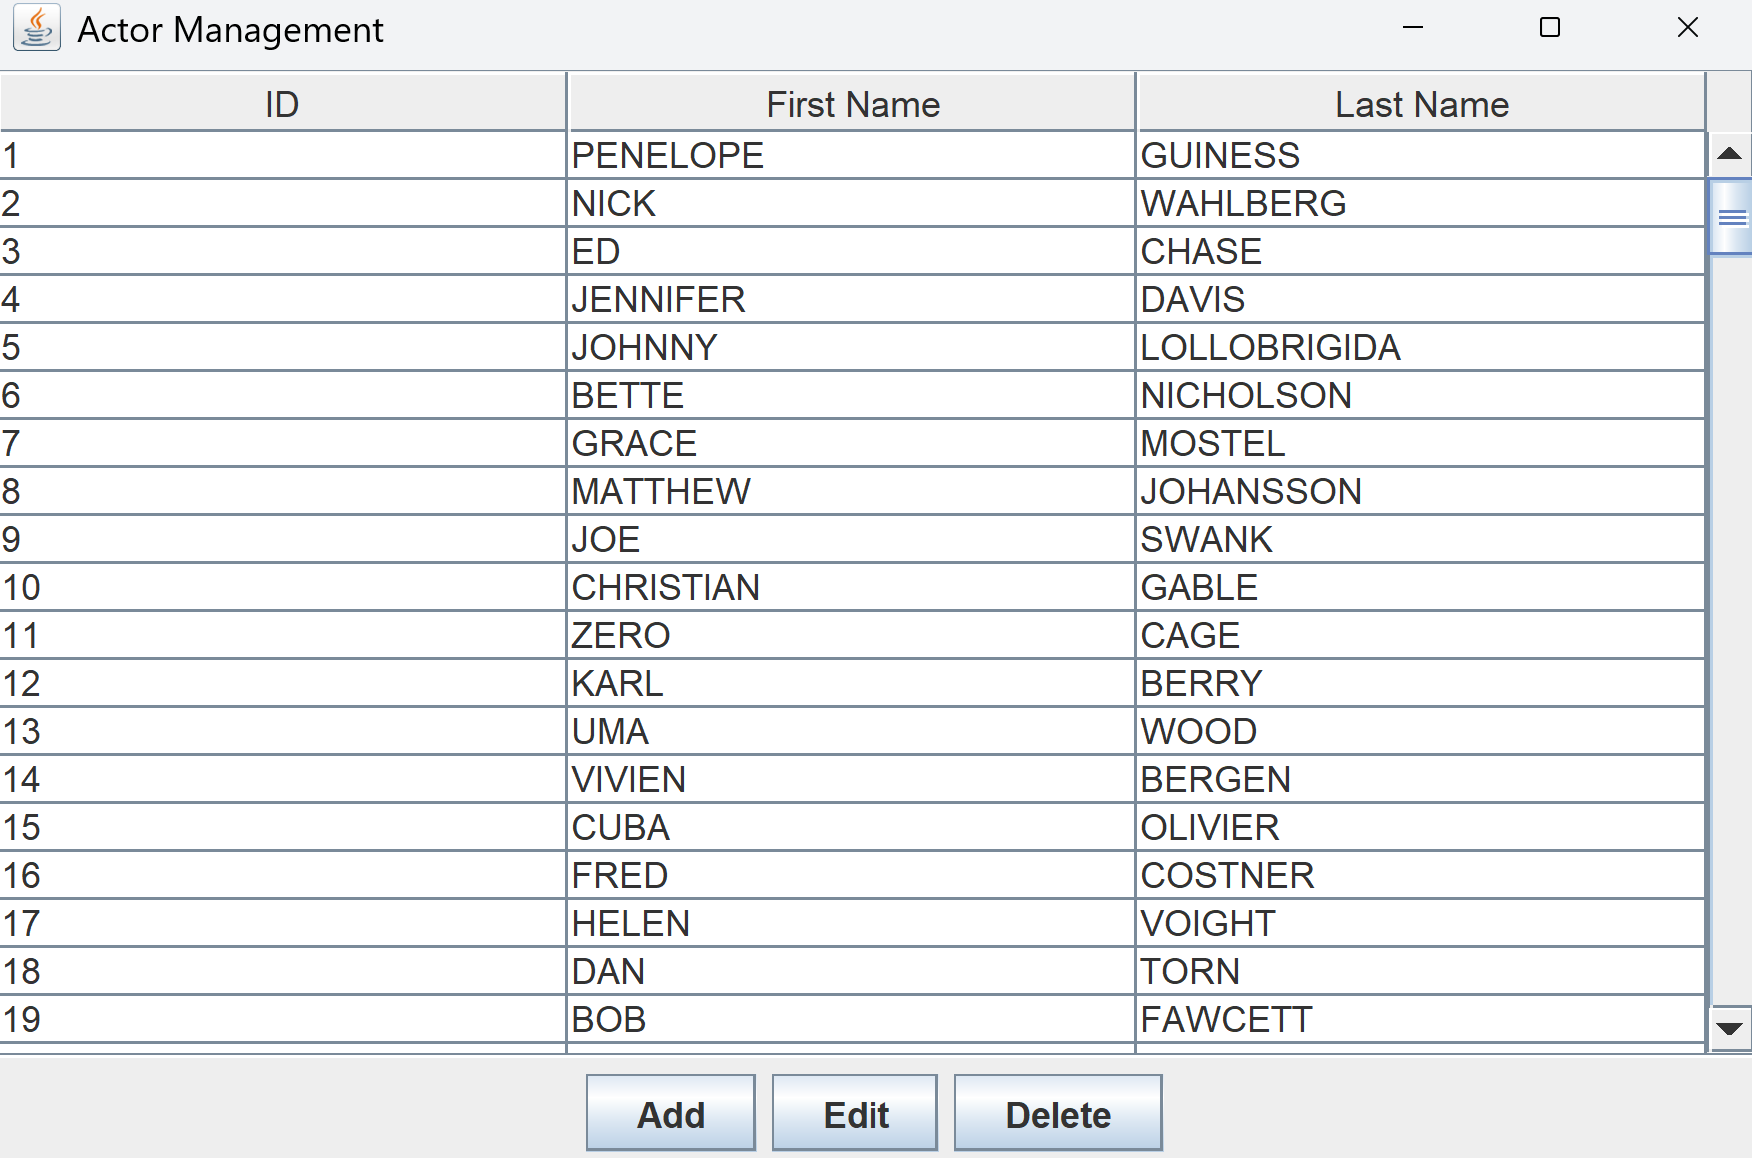 Actor Management
ID First Name Last Name
1 PENELOPE GUINESS
2 NICK WAHLBERG
3 ED CHASE
4 JENNIFER DAVIS
5 JOHNNY LOLLOBRIGIDA
6 BETTE NICHOLSON
7 GRACE MOSTEL
8 MATTHEW JOHANSSON
9 JOE SWANK
10 CHRISTIAN GABLE
11 ZERO CAGE
12 KARL BERRY
13 UMA WOOD
14 VIVIEN BERGEN
15 CUBA OLIVIER
16 FRED COSTNER
17 HELEN VOIGHT
18 DAN TORN
19 BOB FAWCETT
Add Edit Delete